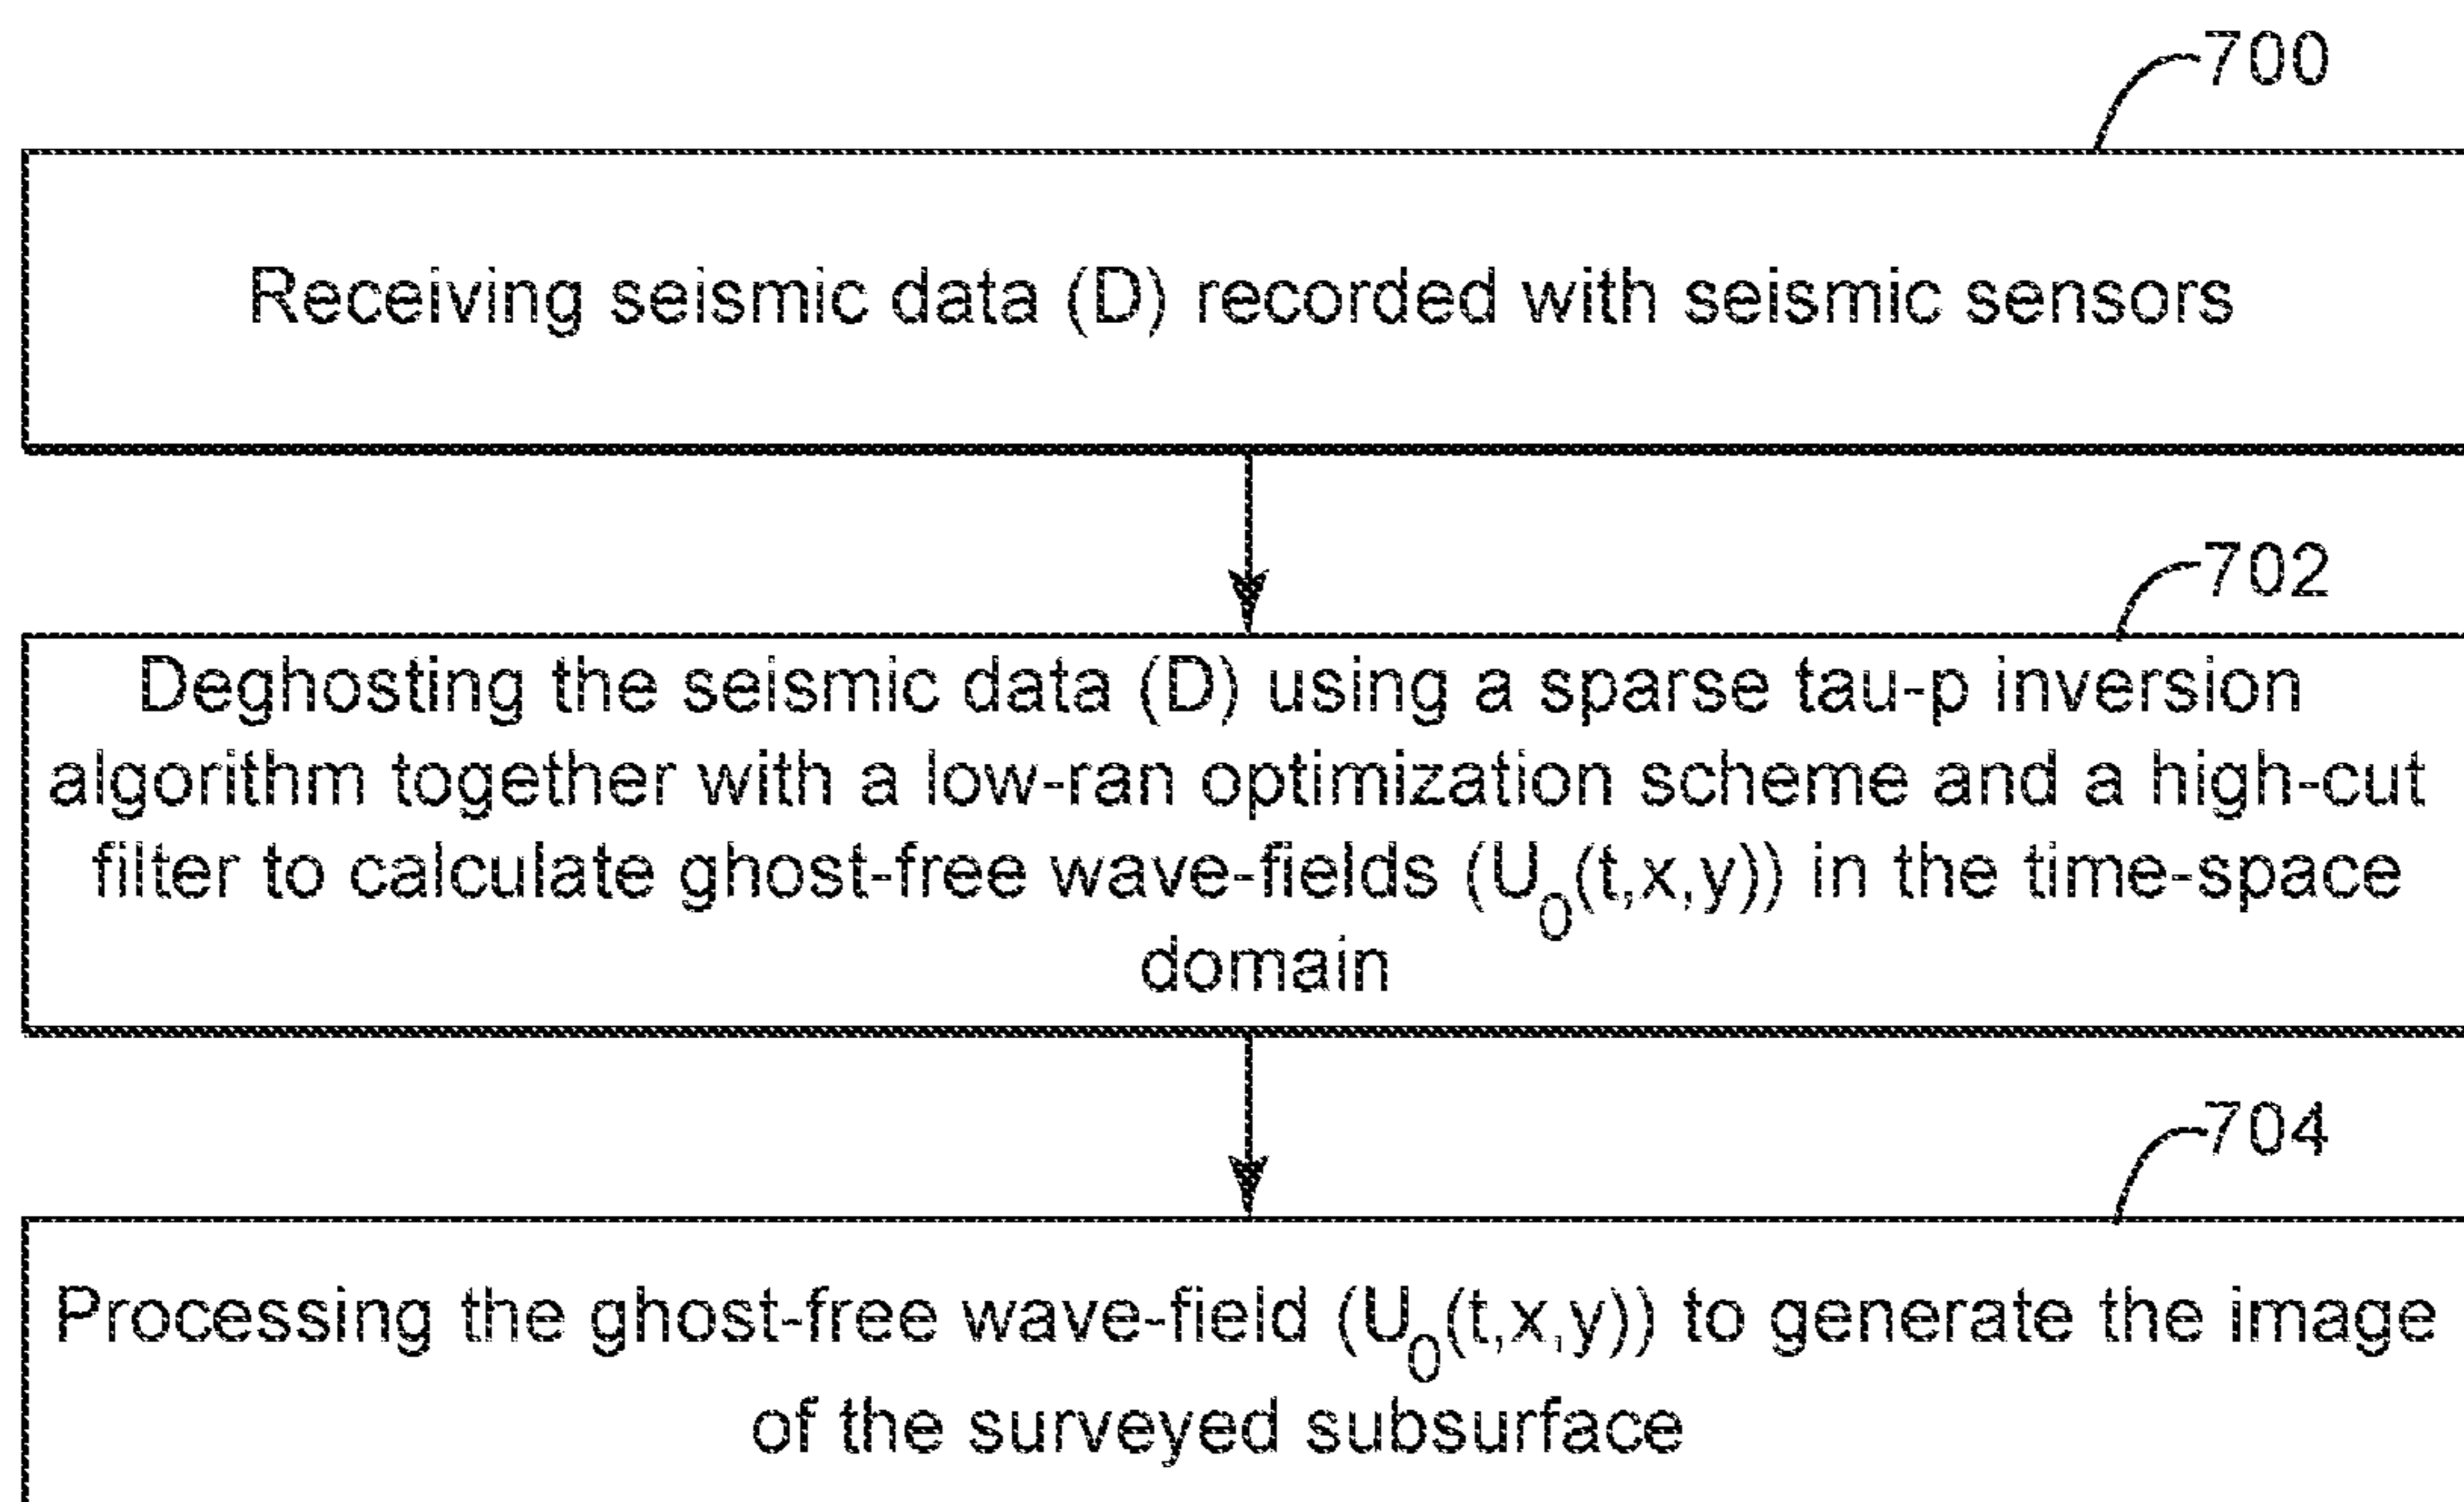 700
Receiving seismic data (D) recorded with seismic sensors
702
Deghosting the seismic data (D) using a sparse tau-p inversion
algorithm together with a low-ran optimization scheme and a high-cut
filter to calculate ghost-free wave-fields (U₀(t,x,y)) in the time-space
domain
704
Processing the ghost-free wave-field (U₀(t,x,y)) to generate the image
of the surveyed subsurface